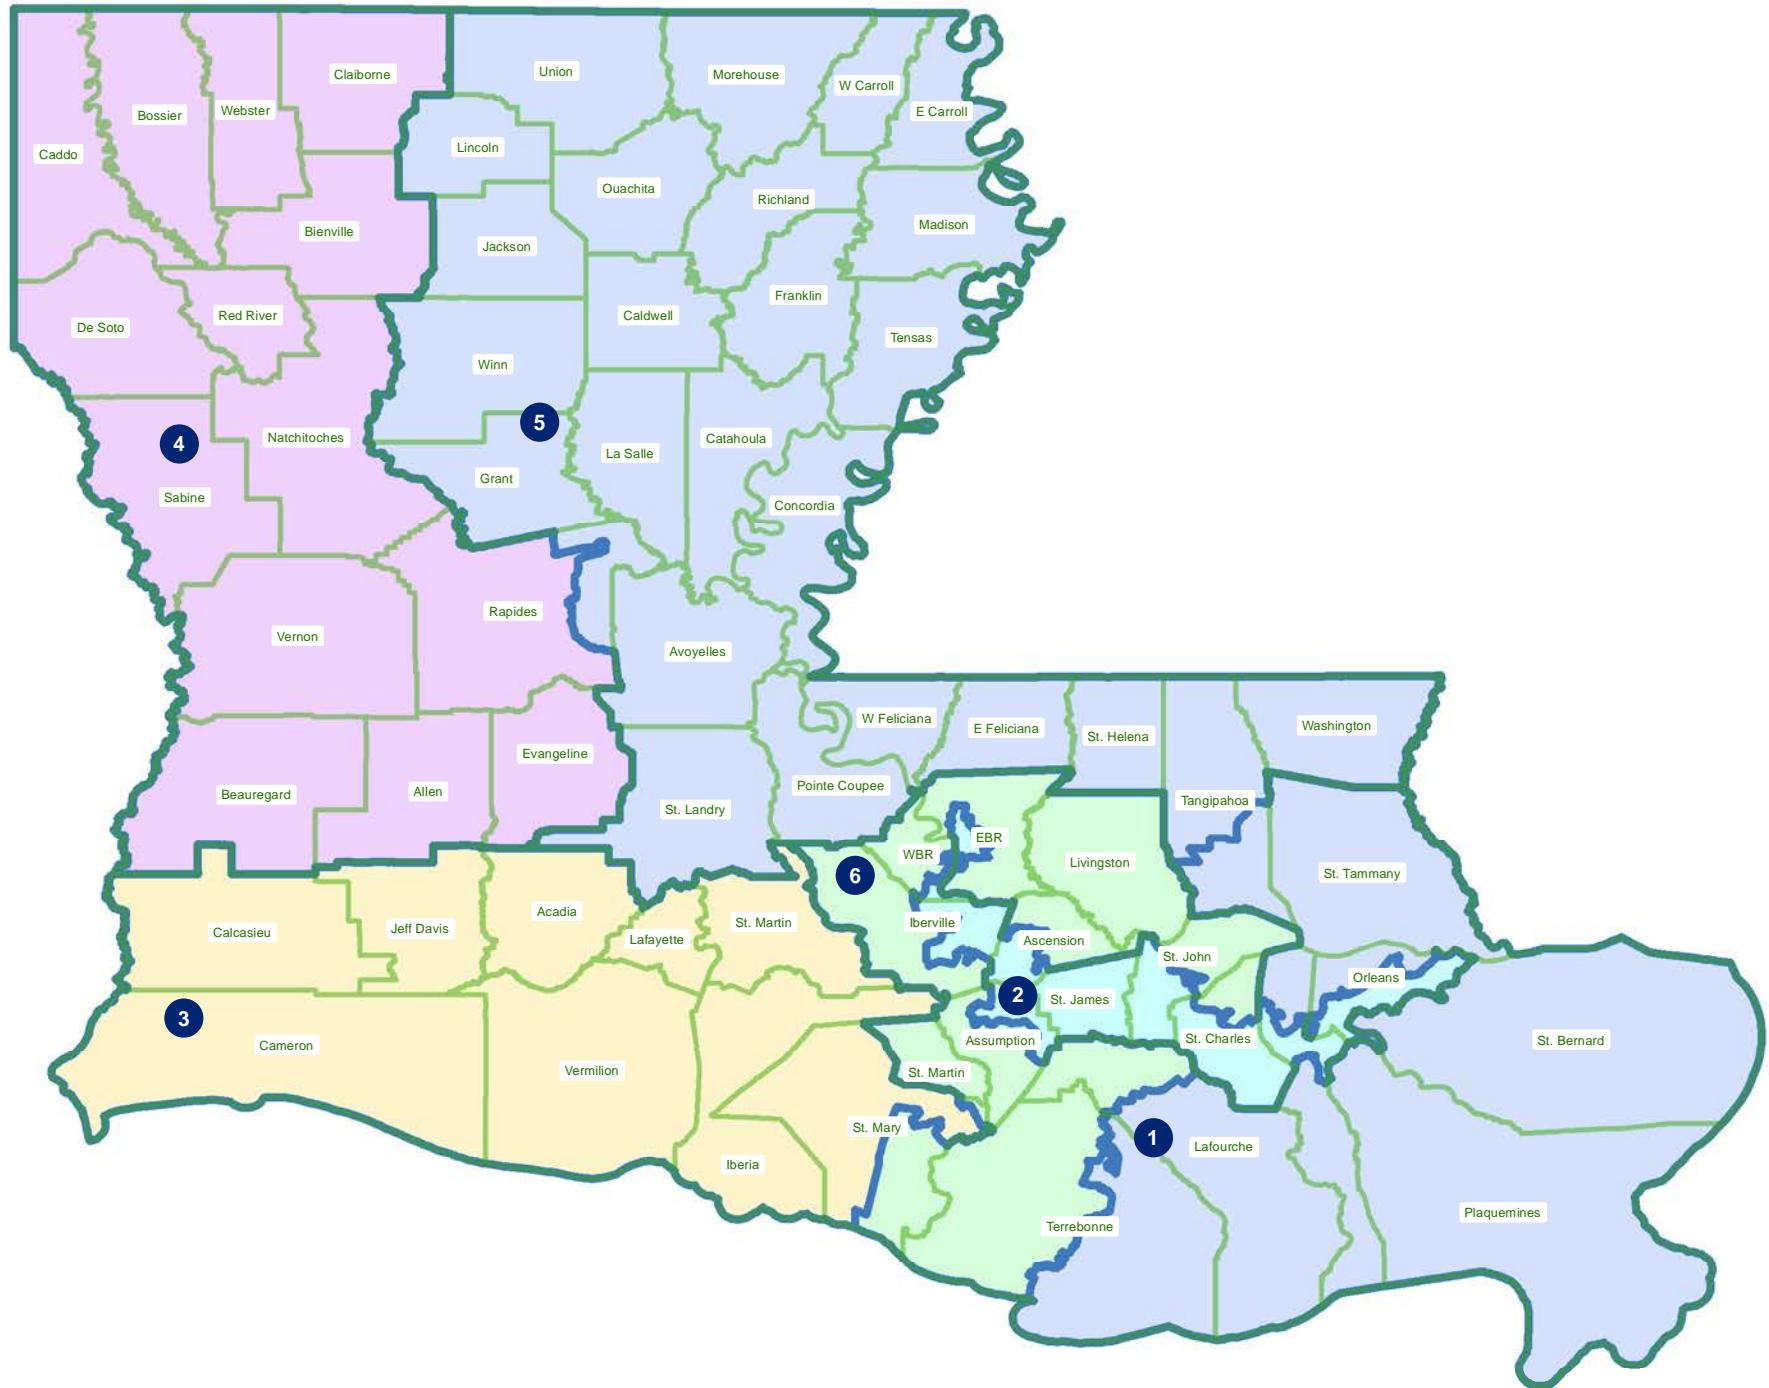 Union
Morehouse
Claiborne
W Carroll
Webster
E Carroll
Bossier
Lincoln
Caddo
Ouachita
Richland
Madison
Bienville
Jackson
Franklin
Red River
Caldwell
De Soto
Tensas
Winn
5
Natchitoches
Catahoula
4
La Salle
Grant
Sabine
Concordia
Rapides
Vernon
Avoyelles
W Feliciana
Washington
E Feliciana
St. Helena
Evangeline
Pointe Coupee
Allen
Beauregard
Tangipahoa
St. Landry
EBR
WBR
Livingston
6
St. Tammany
Acadia
St. Martin
Iberville
Jeff Davis
Calcasieu
Lafayette
Ascension
St. John
Orleans
2
St. James
3
St. Charles
Assumption
St. Bernard
Cameron
Vermilion
St. Martin
St. Mary
1
Lafourche
Iberia
Plaquemines
Terrebonne